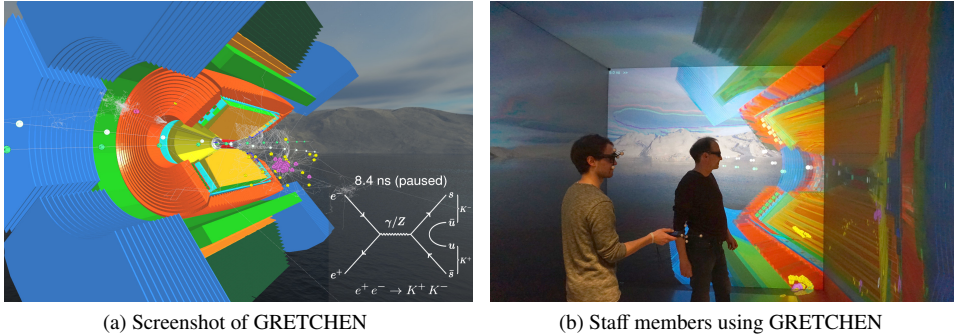 8.4 ns (paused)
e⁻
γ/Z
s
K⁻
ū
u
K⁺
e⁺
s̄
e⁺ e⁻ → K⁺ K⁻
(a) Screenshot of GRETCHEN
(b) Staff members using GRETCHEN